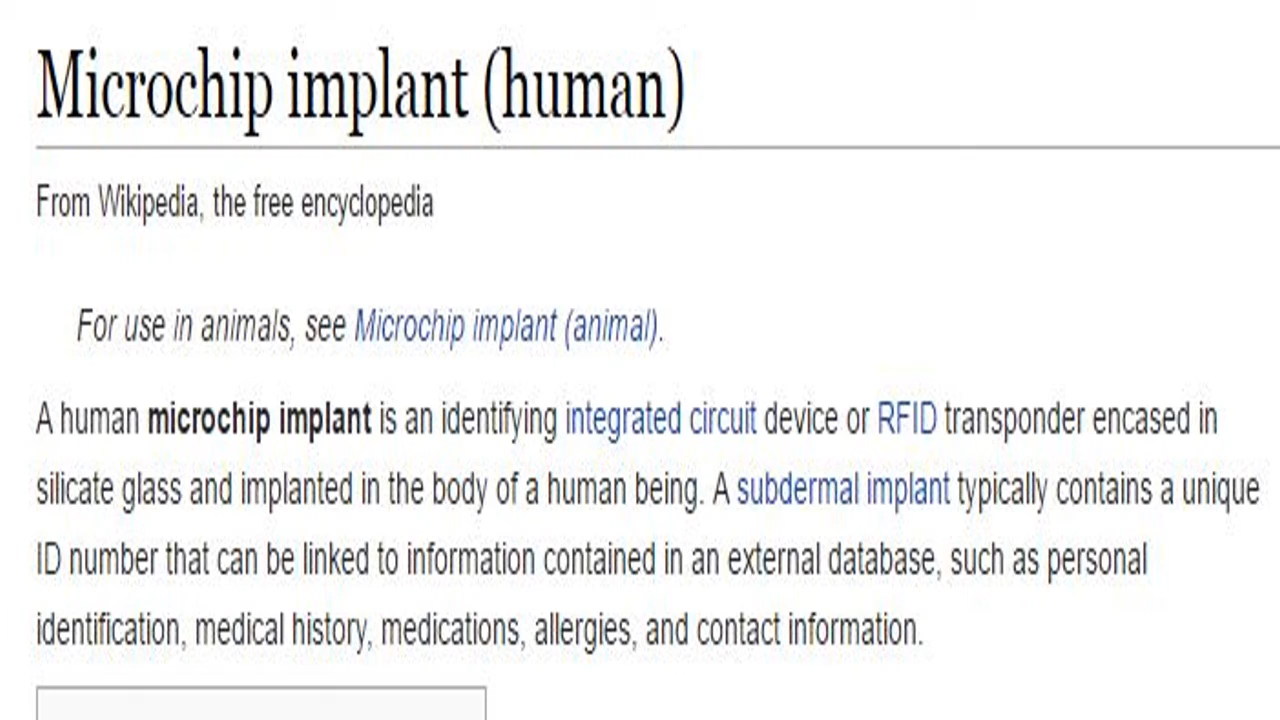 Microchip implant (human)
From Wikipedia, the free encyclopedia
For use in animals, see Microchip implant (animal).
A human microchip implant is an identifying integrated circuit device or RFID transponder encased in
silicate glass and implanted in the body of a human being. A subdermal implant typically contains a unique
ID number that can be linked to information contained in an external database, such as personal
identification, medical history, medications, allergies, and contact information.